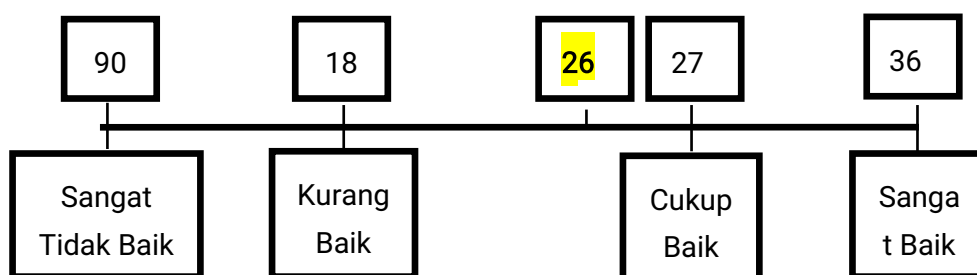 90 18 26 27 36
Sangat
Tidak Baik
Kurang
Baik
Cukup
Baik
Sanga
t Baik